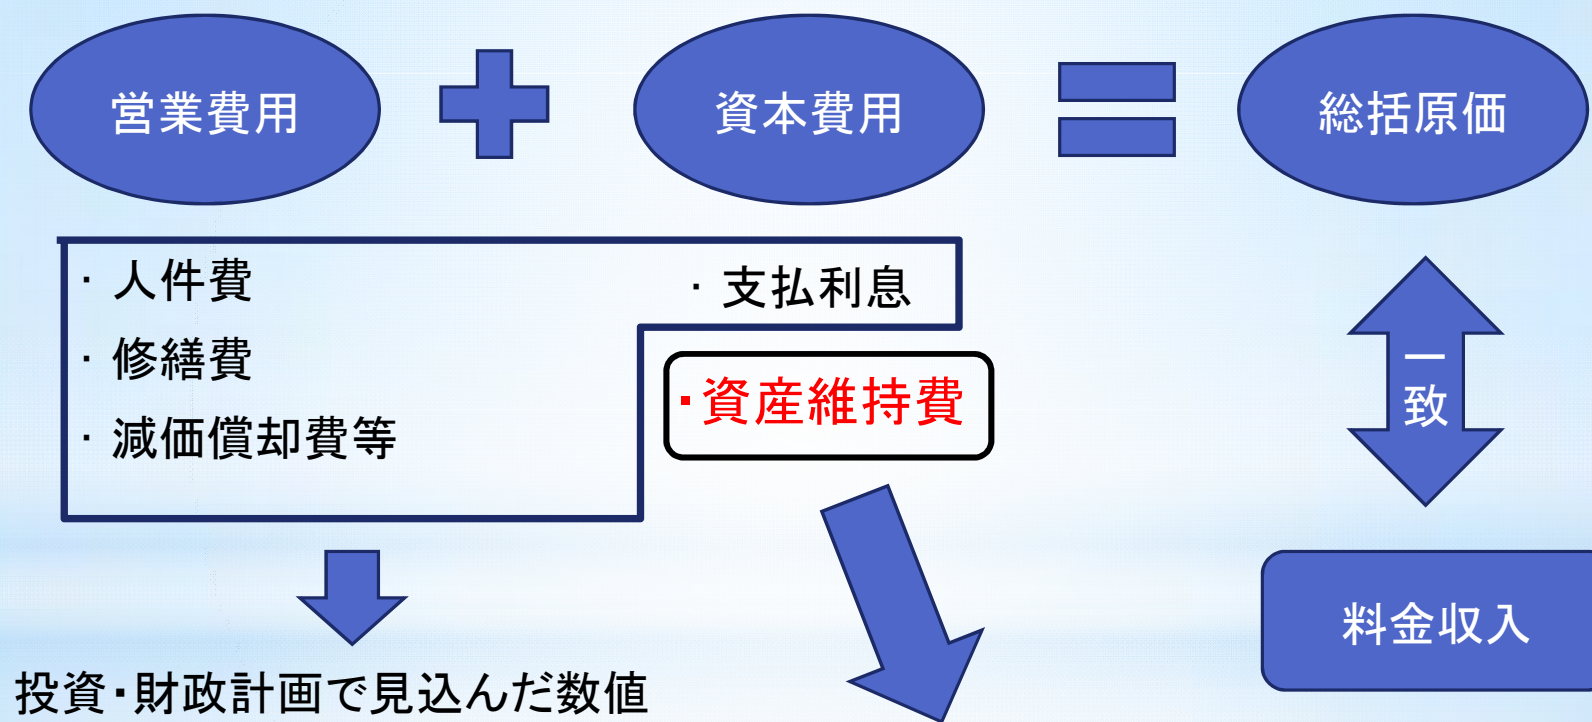 営業費用
資本費用
総括原価
・人件費
・支払利息
・修繕費
・資産維持費
・減価償却費等
一致
料金収入
投資・財政計画で見込んだ数値